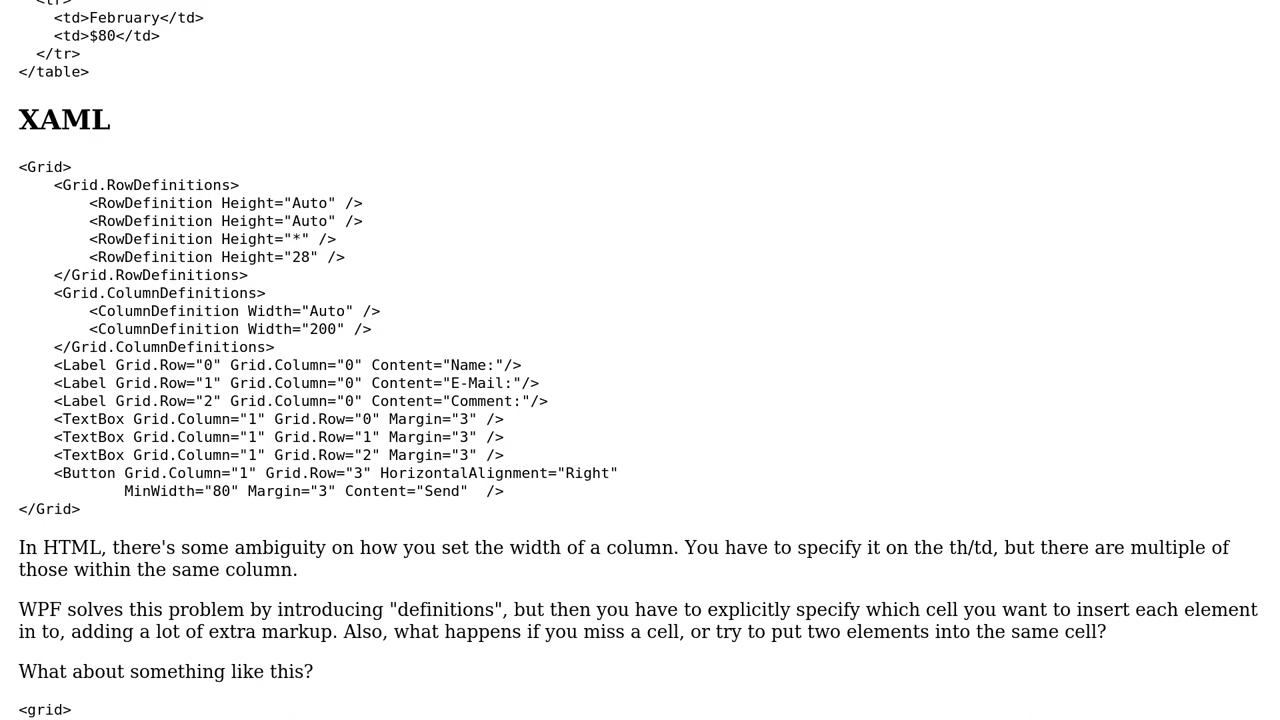 <tr>
    <td>February</td>
    <td>$80</td>
  </tr>
</table>
XAML
<Grid>
    <Grid.RowDefinitions>
        <RowDefinition Height="Auto" />
        <RowDefinition Height="Auto" />
        <RowDefinition Height="*" />
        <RowDefinition Height="28" />
    </Grid.RowDefinitions>
    <Grid.ColumnDefinitions>
        <ColumnDefinition Width="Auto" />
        <ColumnDefinition Width="200" />
    </Grid.ColumnDefinitions>
    <Label Grid.Row="0" Grid.Column="0" Content="Name:"/>
    <Label Grid.Row="1" Grid.Column="0" Content="E-Mail:"/>
    <Label Grid.Row="2" Grid.Column="0" Content="Comment:"/>
    <TextBox Grid.Column="1" Grid.Row="0" Margin="3" />
    <TextBox Grid.Column="1" Grid.Row="1" Margin="3" />
    <TextBox Grid.Column="1" Grid.Row="2" Margin="3" />
    <Button Grid.Column="1" Grid.Row="3" HorizontalAlignment="Right"
            MinWidth="80" Margin="3" Content="Send"  />
</Grid>
In HTML, there's some ambiguity on how you set the width of a column. You have to specify it on the th/td, but there are multiple of
those within the same column.
WPF solves this problem by introducing "definitions", but then you have to explicitly specify which cell you want to insert each element
in to, adding a lot of extra markup. Also, what happens if you miss a cell, or try to put two elements into the same cell?
What about something like this?
<grid>